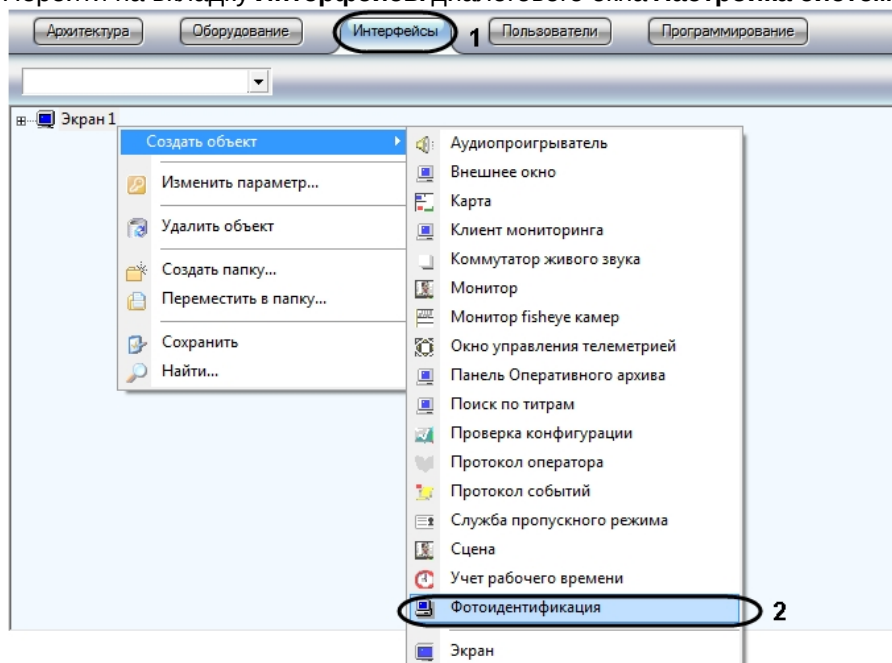 Архитектура Оборудование Интерфейсы 1 Пользователи Программирование
Экран 1
Создать объект
Изменить параметр...
Удалить объект
Создать папку...
Переместить в папку...
Сохранить
Найти...
Аудиопроигрыватель
Внешнее окно
Карта
Клиент мониторинга
Коммутатор живого звука
Монитор
Монитор fisheye камер
Окно управления телеметрией
Панель Оперативного архива
Поиск по титрам
Проверка конфигурации
Протокол оператора
Протокол событий
Служба пропускного режима
Сцена
Учет рабочего времени
Фотоидентификация 2
Экран